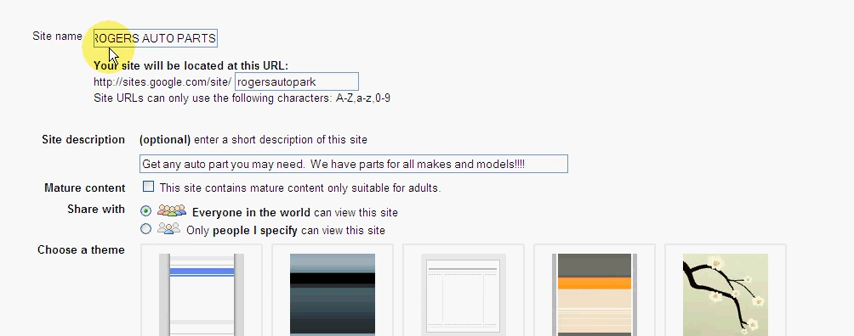 Site name ROGERS AUTO PARTS
Your site will be located at this URL:
http://sites.google.com/site/ rogersautopark
Site URLs can only use the following characters: A-Z,a-z,0-9
Site description (optional) enter a short description of this site
Get any auto part you may need. We have parts for all makes and models!!!!
Mature content This site contains mature content only suitable for adults.
Share with Everyone in the world can view this site
Only people I specify can view this site
Choose a theme